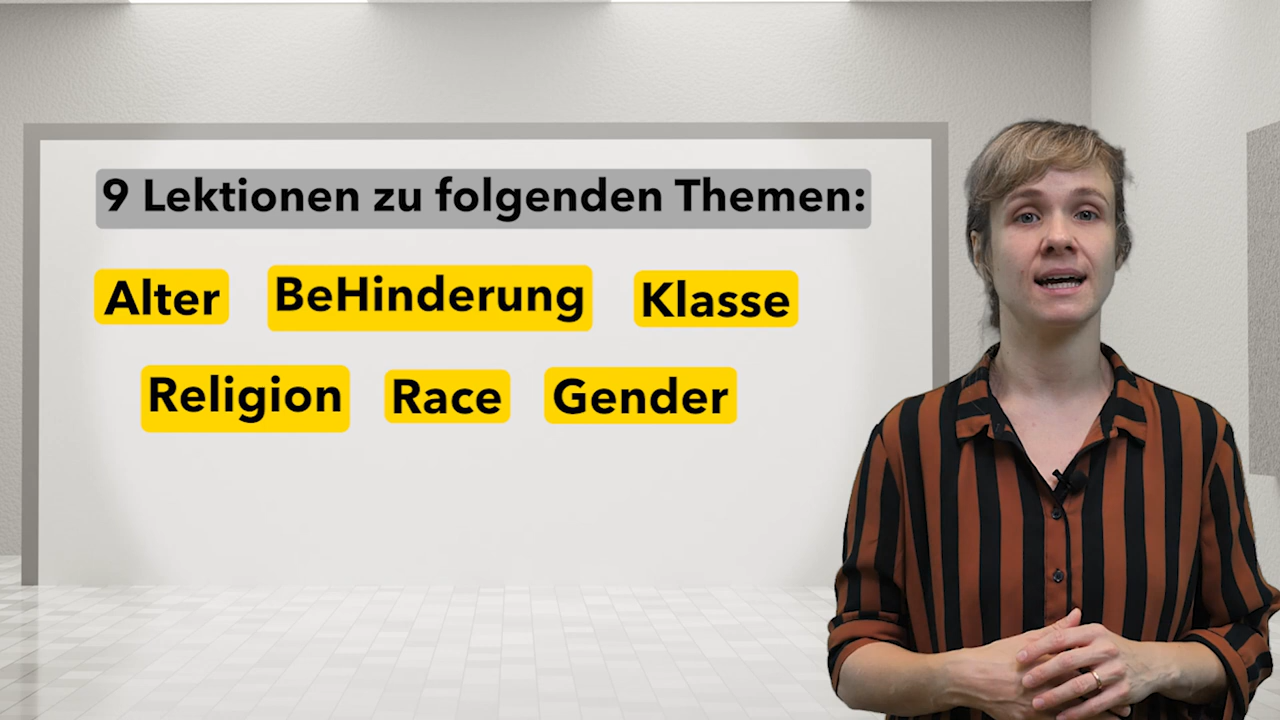 9 Lektionen zu folgenden Themen:
Alter BeHinderung Klasse
Religion Race Gender